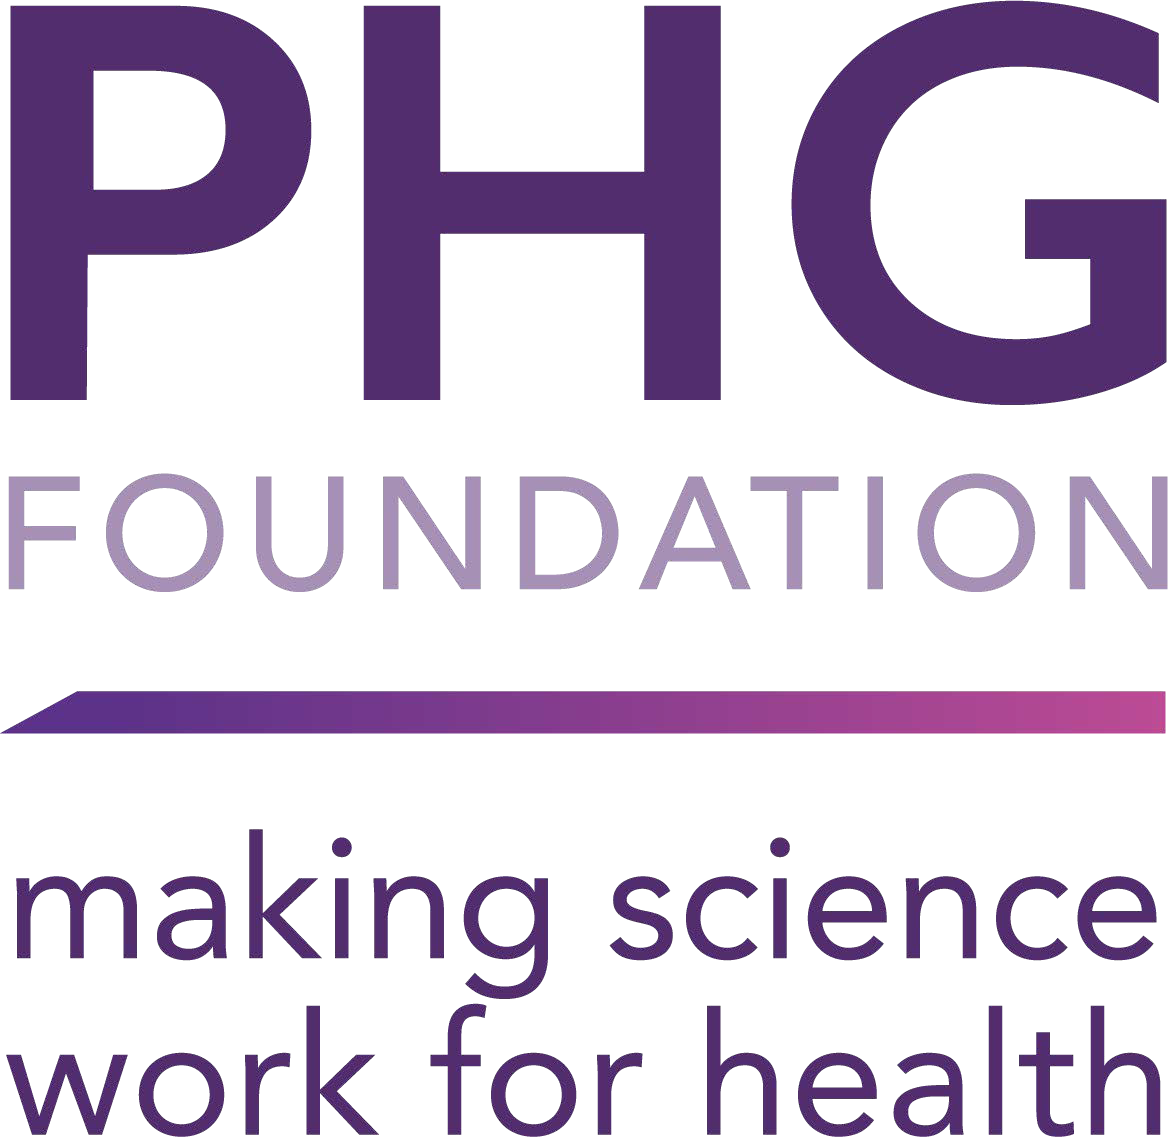 PHG
FOUNDATION
making science
work for health